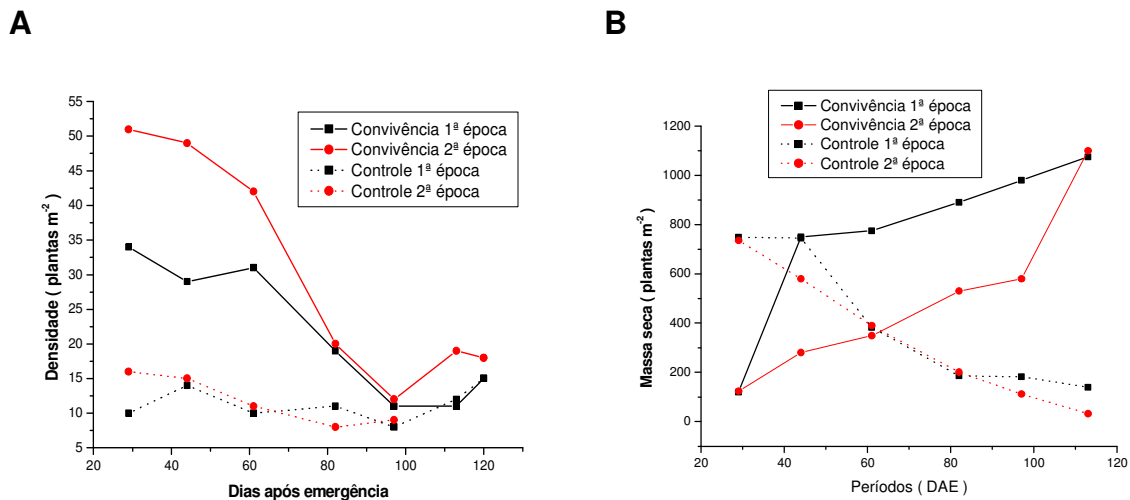 A
55
50
45
40
35
30
25
20
15
10
5
Densidade ( plantas m-2 )
Convivência 1ª época
Convivência 2ª época
Controle 1ª época
Controle 2ª época
20 40 60 80 100 120
Dias após emergência
B
1200
1000
800
600
400
200
0
Massa seca ( plantas m-2 )
Convivência 1ª época
Convivência 2ª época
Controle 1ª época
Controle 2ª época
20 40 60 80 100 120
Períodos ( DAE )